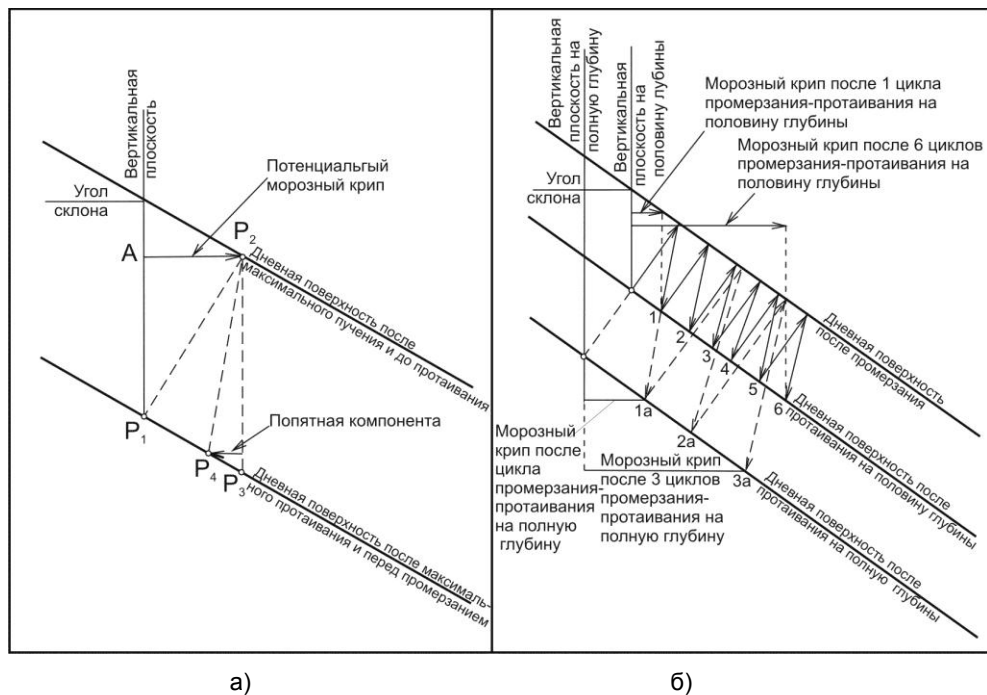 Вертикальная
плоскость
Угол
склона
Потенциальгый
морозный крип
A
P2
Дневная поверхность после
максимального пучения и до протаивания
P1
Попятная компонента
P4
P3
Дневная поверхность после максималь-
ного протаивания и перед промерзанием
Вертикальная
плоскость на
полную глубину
Вертикальная
плоскость на
половину лубины
Морозный крип после 1 цикла
промерзания-протаивания на
половину глубины
Морозный крип после 6 циклов
промерзания-протаивания на
половину глубины
Угол
склона
1
2
3
4
5
6
Дневная поверхность
после промерзания
Дневная поверхность после
протаивания на половину глубины
1а
2а
3а
Морозный
крип после
цикла
промерзания-
протаивания
на полную
глубину
Морозный крип
после 3 циклов
промерзания-
протаивания на
полную глубину
Дневная поверхность после
протаивания на полную глубины
а)
б)